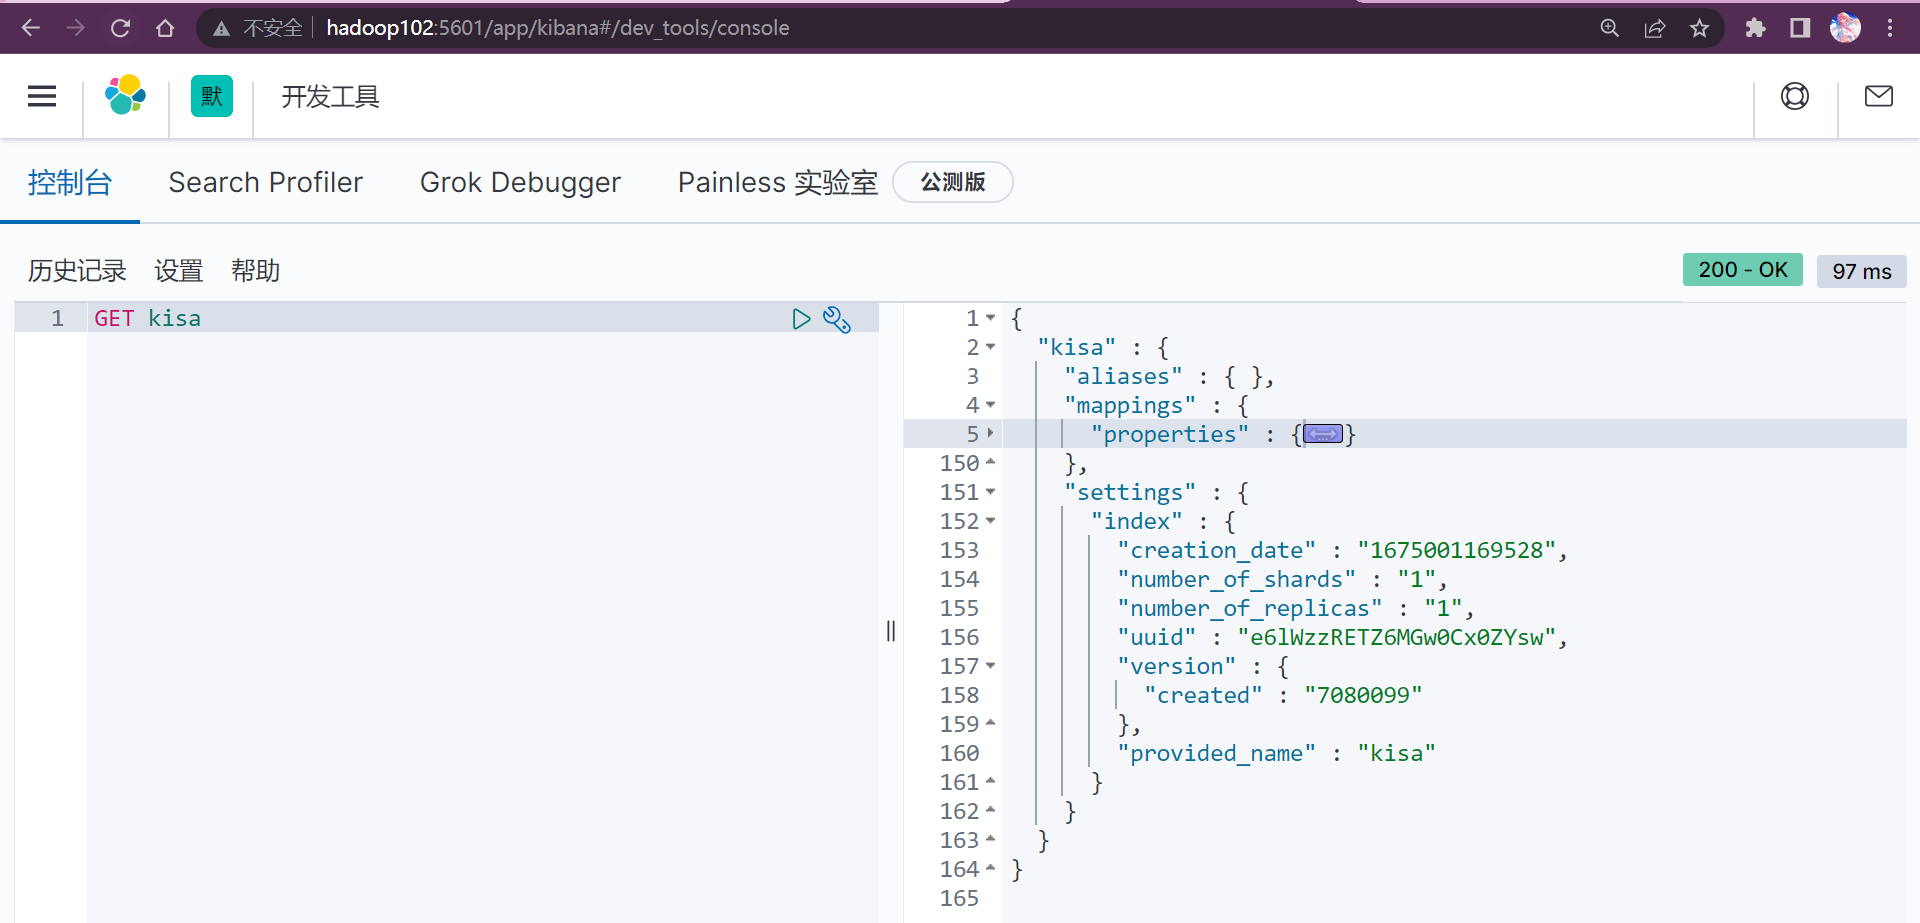 不安全 hadoop102:5601/app/kibana#/dev_tools/console
默 开发工具
控制台 Search Profiler Grok Debugger Painless 实验室 公测版
历史记录 设置 帮助 200 - OK 97 ms
1 GET kisa
1 {
2 "kisa" : {
3 "aliases" : { },
4 "mappings" : {
5 "properties" : {}
150 },
151 "settings" : {
152 "index" : {
153 "creation_date" : "1675001169528",
154 "number_of_shards" : "1",
155 "number_of_replicas" : "1",
156 "uuid" : "e6lWzzRETZ6MGw0Cx0ZYsw",
157 "version" : {
158 "created" : "7080099"
159 },
160 "provided_name" : "kisa"
161 }
162 }
163 }
164 }
165